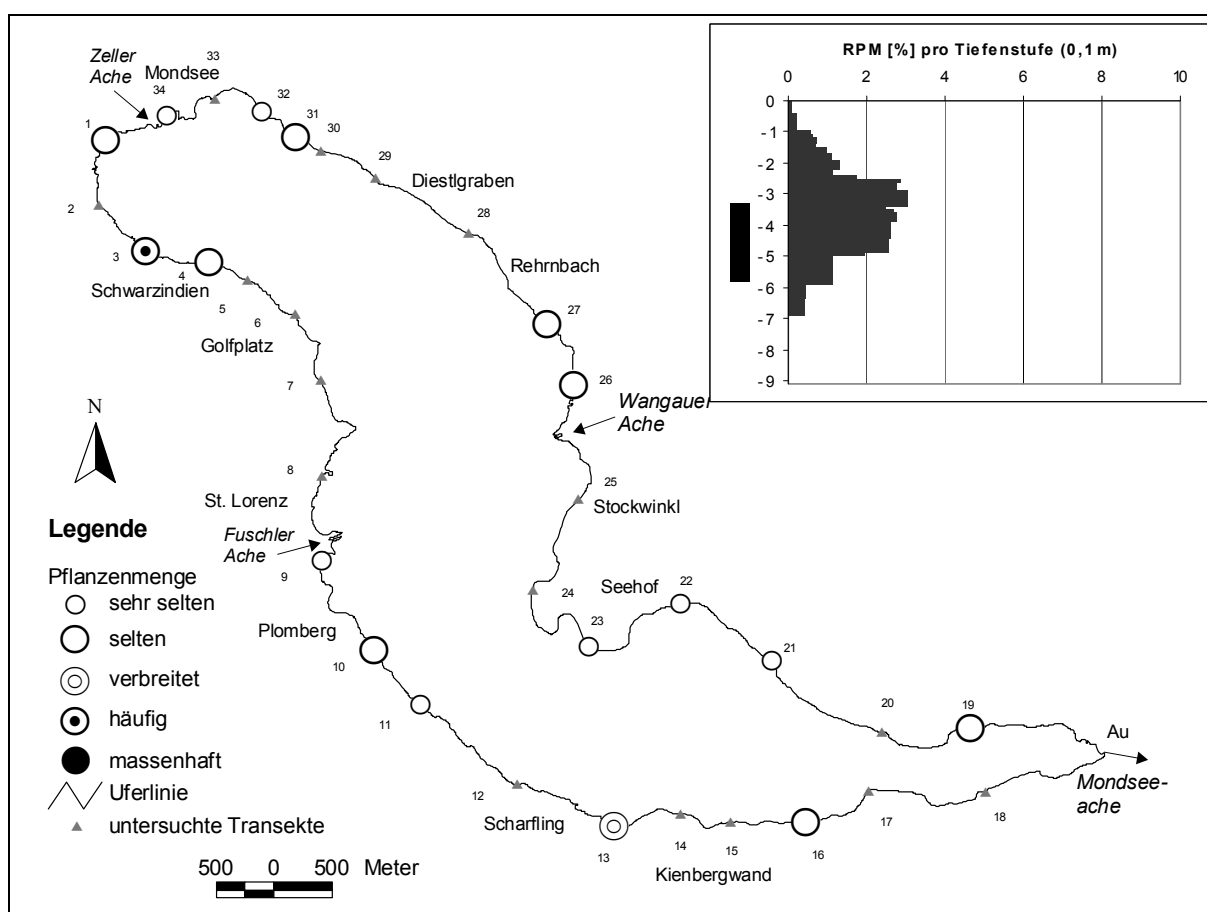 Zeller
Ache
Mondsee
33
34
32
31
30
1
29
Diestlgraben
2
28
3
Rehrnbach
4
Schwarzindien
5
6
27
Golfplatz
7
26
Wangauer
Ache
N
8
25
St. Lorenz
Stockwinkl
Fuschler
Ache
9
24
Seehof
22
23
Plomberg
10
21
11
20
19
Au
Mondsee-
ache
12
Scharfling
13
14
15
16
17
18
Kienbergwand
Legende
Pflanzenmenge
sehr selten
selten
verbreitet
häufig
massenhaft
Uferlinie
untersuchte Transekte
500 0 500 Meter
RPM [%] pro Tiefenstufe (0,1m)
0 2 4 6 8 10
0
-1
-2
-3
-4
-5
-6
-7
-8
-9